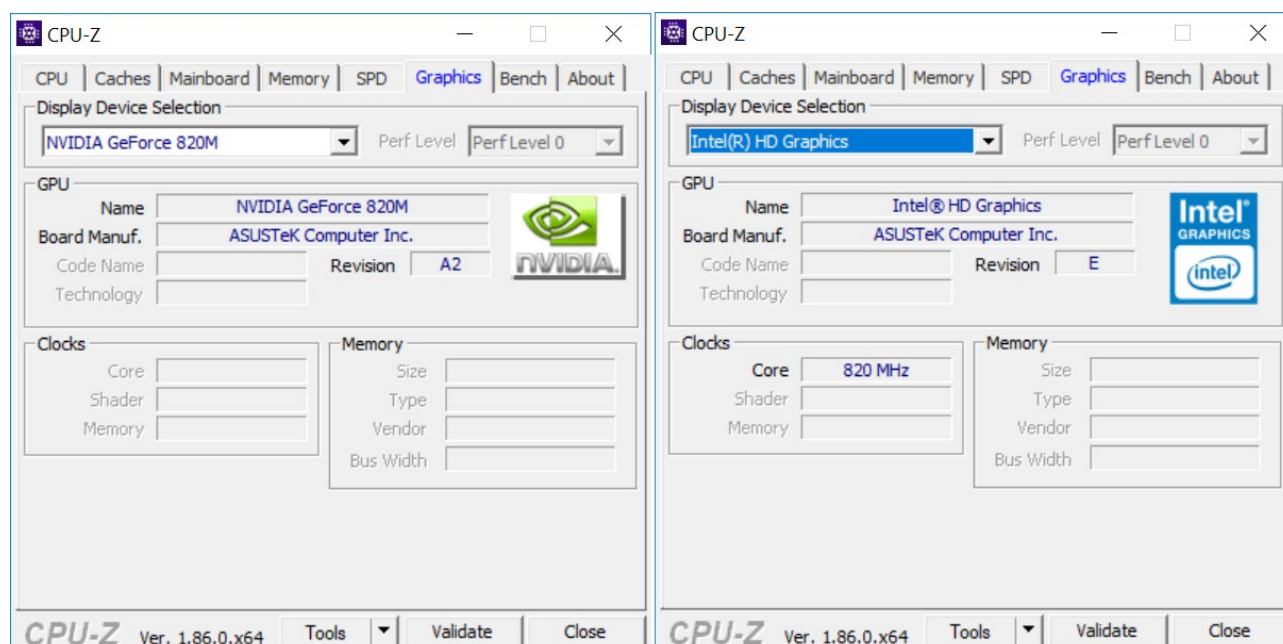 CPU-Z
CPU Caches Mainboard Memory SPD Graphics Bench About
Display Device Selection
NVIDIA GeForce 820M Perf Level Perf Level 0
GPU
Name NVIDIA GeForce 820M
Board Manuf. ASUSTeK Computer Inc.
Code Name Revision A2
Technology
NVIDIA.
Clocks
Core
Shader
Memory
Memory
Size
Type
Vendor
Bus Width
CPU-Z Ver. 1.86.0.x64 Tools Validate Close
CPU-Z
CPU Caches Mainboard Memory SPD Graphics Bench About
Display Device Selection
Intel(R) HD Graphics Perf Level Perf Level 0
GPU
Name Intel® HD Graphics
Board Manuf. ASUSTeK Computer Inc.
Code Name Revision E
Technology
Intel®
GRAPHICS
intel
Clocks
Core 820 MHz
Shader
Memory
Memory
Size
Type
Vendor
Bus Width
CPU-Z Ver. 1.86.0.x64 Tools Validate Close